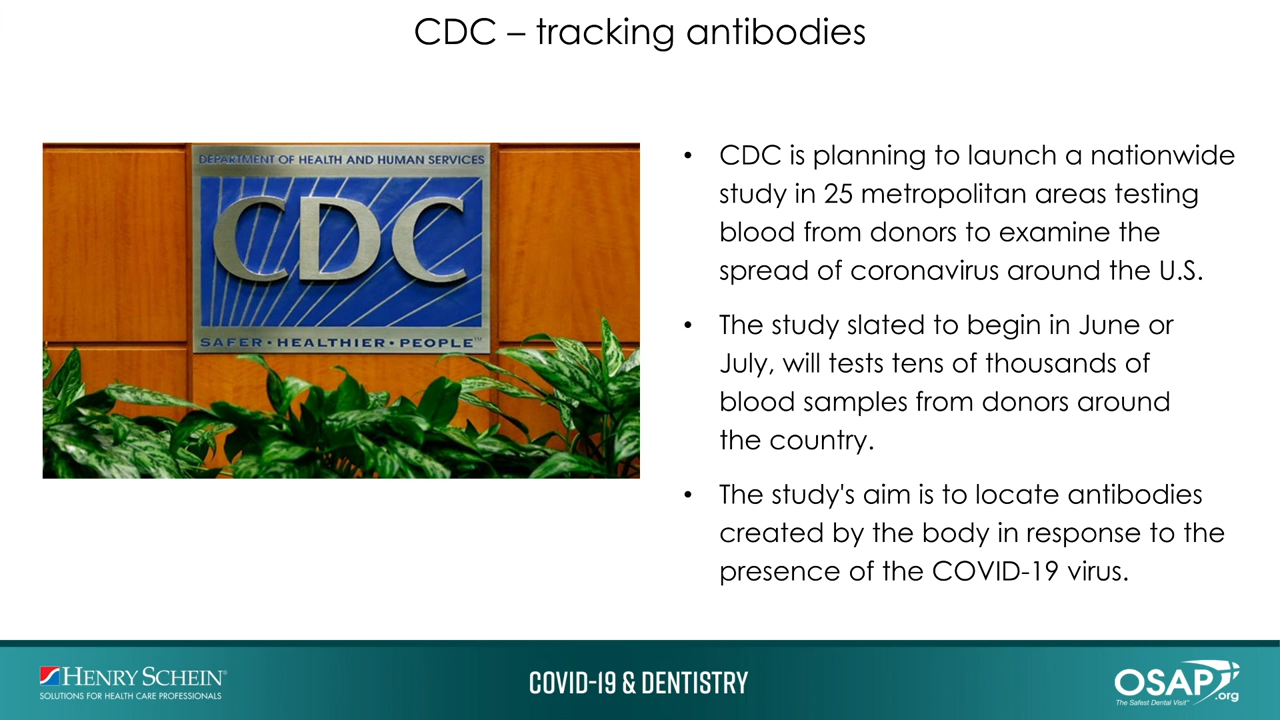 CDC – tracking antibodies
DEPARTMENT OF HEALTH AND HUMAN SERVICES
CDC
SAFER • HEALTHIER • PEOPLE℠
• CDC is planning to launch a nationwide
study in 25 metropolitan areas testing
blood from donors to examine the
spread of coronavirus around the U.S.
• The study slated to begin in June or
July, will tests tens of thousands of
blood samples from donors around
the country.
• The study's aim is to locate antibodies
created by the body in response to the
presence of the COVID-19 virus.
HENRY SCHEIN®
SOLUTIONS FOR HEALTH CARE PROFESSIONALS
COVID-19 & DENTISTRY
OSAP.org
The Safest Dental Visit™